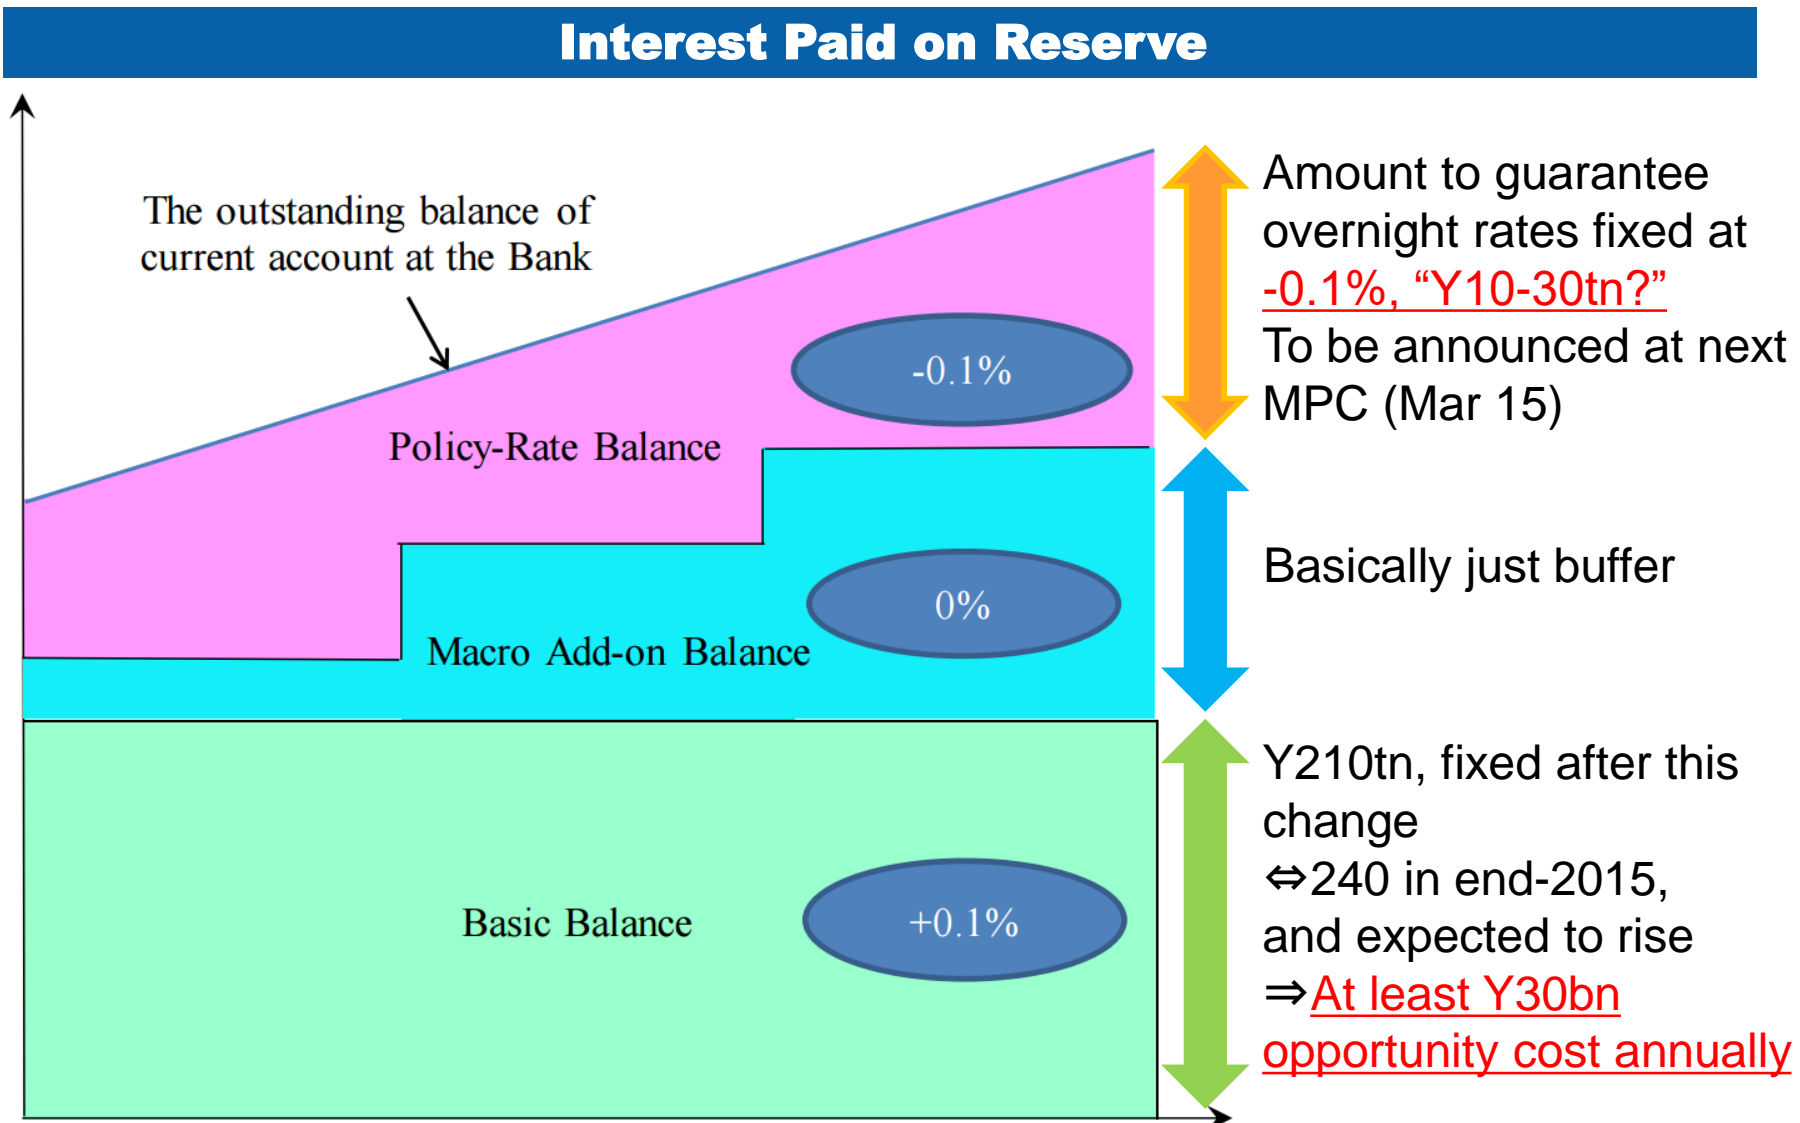 Interest Paid on Reserve
The outstanding balance of
current account at the Bank
-0.1%
Policy-Rate Balance
0%
Macro Add-on Balance
+0.1%
Basic Balance
Amount to guarantee
overnight rates fixed at
-0.1%, “Y10-30tn?”
To be announced at next
MPC (Mar 15)
Basically just buffer
Y210tn, fixed after this
change
⇔240 in end-2015,
and expected to rise
⇒At least Y30bn
opportunity cost annually